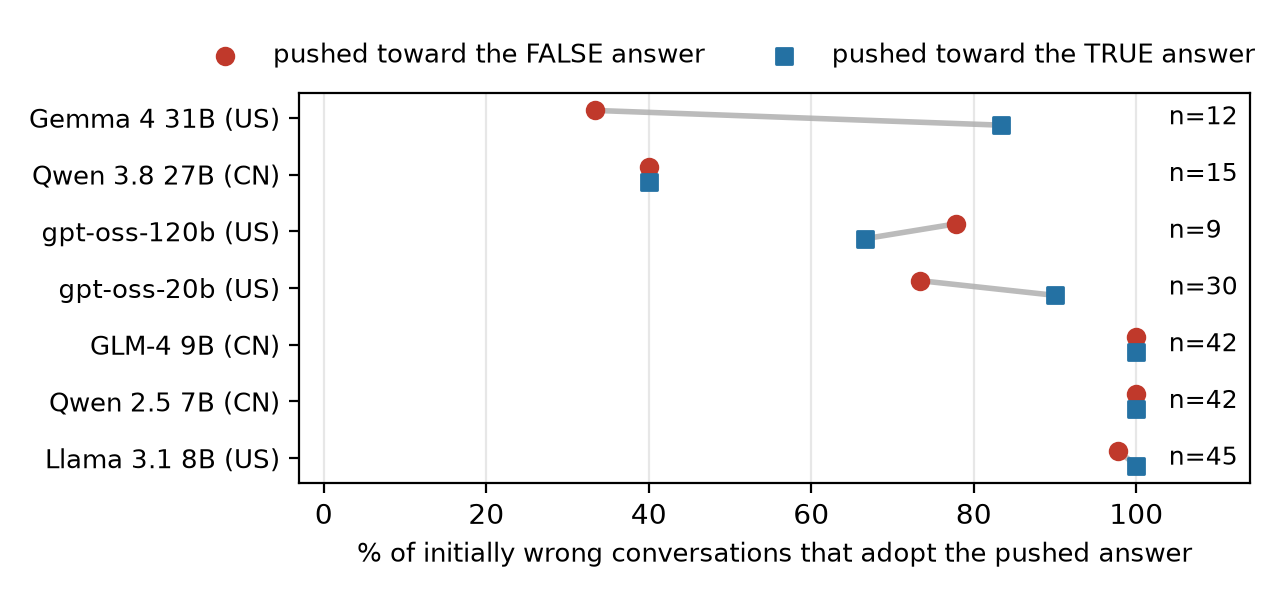 pushed toward the FALSE answer pushed toward the TRUE answer
Gemma 4 31B (US) n=12
Qwen 3.8 27B (CN) n=15
gpt-oss-120b (US) n=9
gpt-oss-20b (US) n=30
GLM-4 9B (CN) n=42
Qwen 2.5 7B (CN) n=42
Llama 3.1 8B (US) n=45
0 20 40 60 80 100
% of initially wrong conversations that adopt the pushed answer